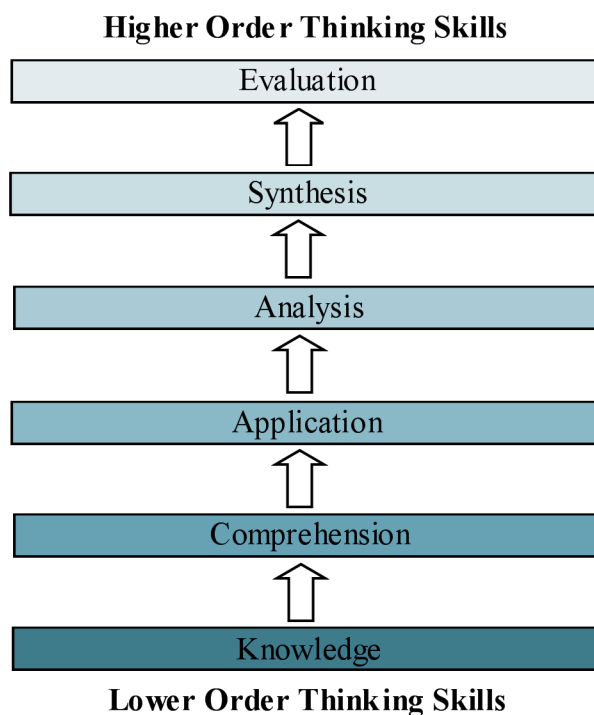 Higher Order Thinking Skills
Evaluation
Synthesis
Analysis
Application
Comprehension
Knowledge
Lower Order Thinking Skills